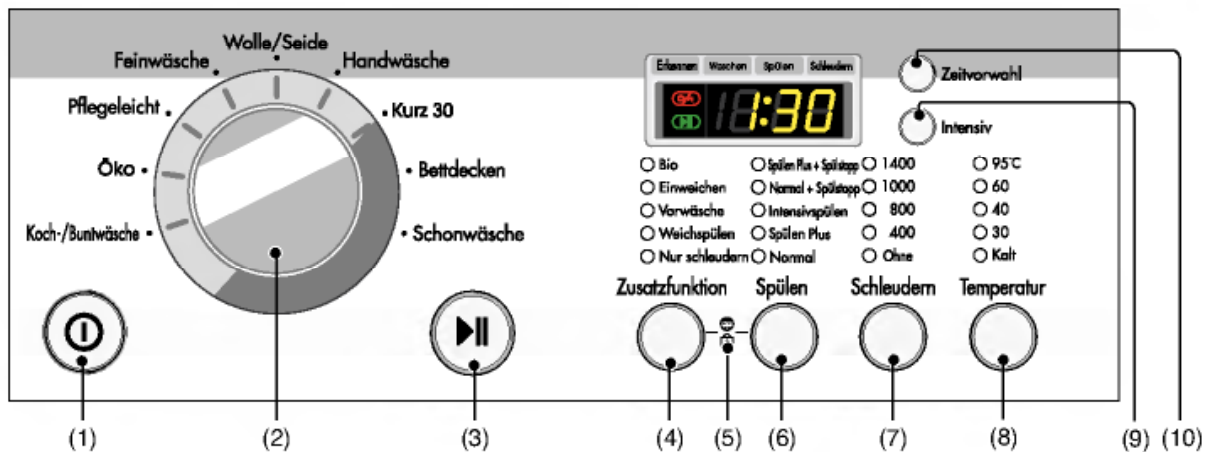 Wolle/Seide
Feinwäsche
Handwäsche
Pflegeleicht
Kurz 30
Öko
Bettdecken
Koch-/Buntwäsche
Schonwäsche
Erkennen Waschen Spülen Schleudern
1:30
Zeitvorwahl
Intensiv
Bio
Einweichen
Vorwäsche
Weichspülen
Nur schleudern
Spülen Plus + Spülstopp
Normal + Spülstopp
Intensivspülen
Spülen Plus
Normal
1400
1000
800
400
Ohne
95°C
60
40
30
Kalt
Zusatzfunktion
Spülen
Schleudern
Temperatur
(1) (2) (3) (4) (5) (6) (7) (8) (9) (10)